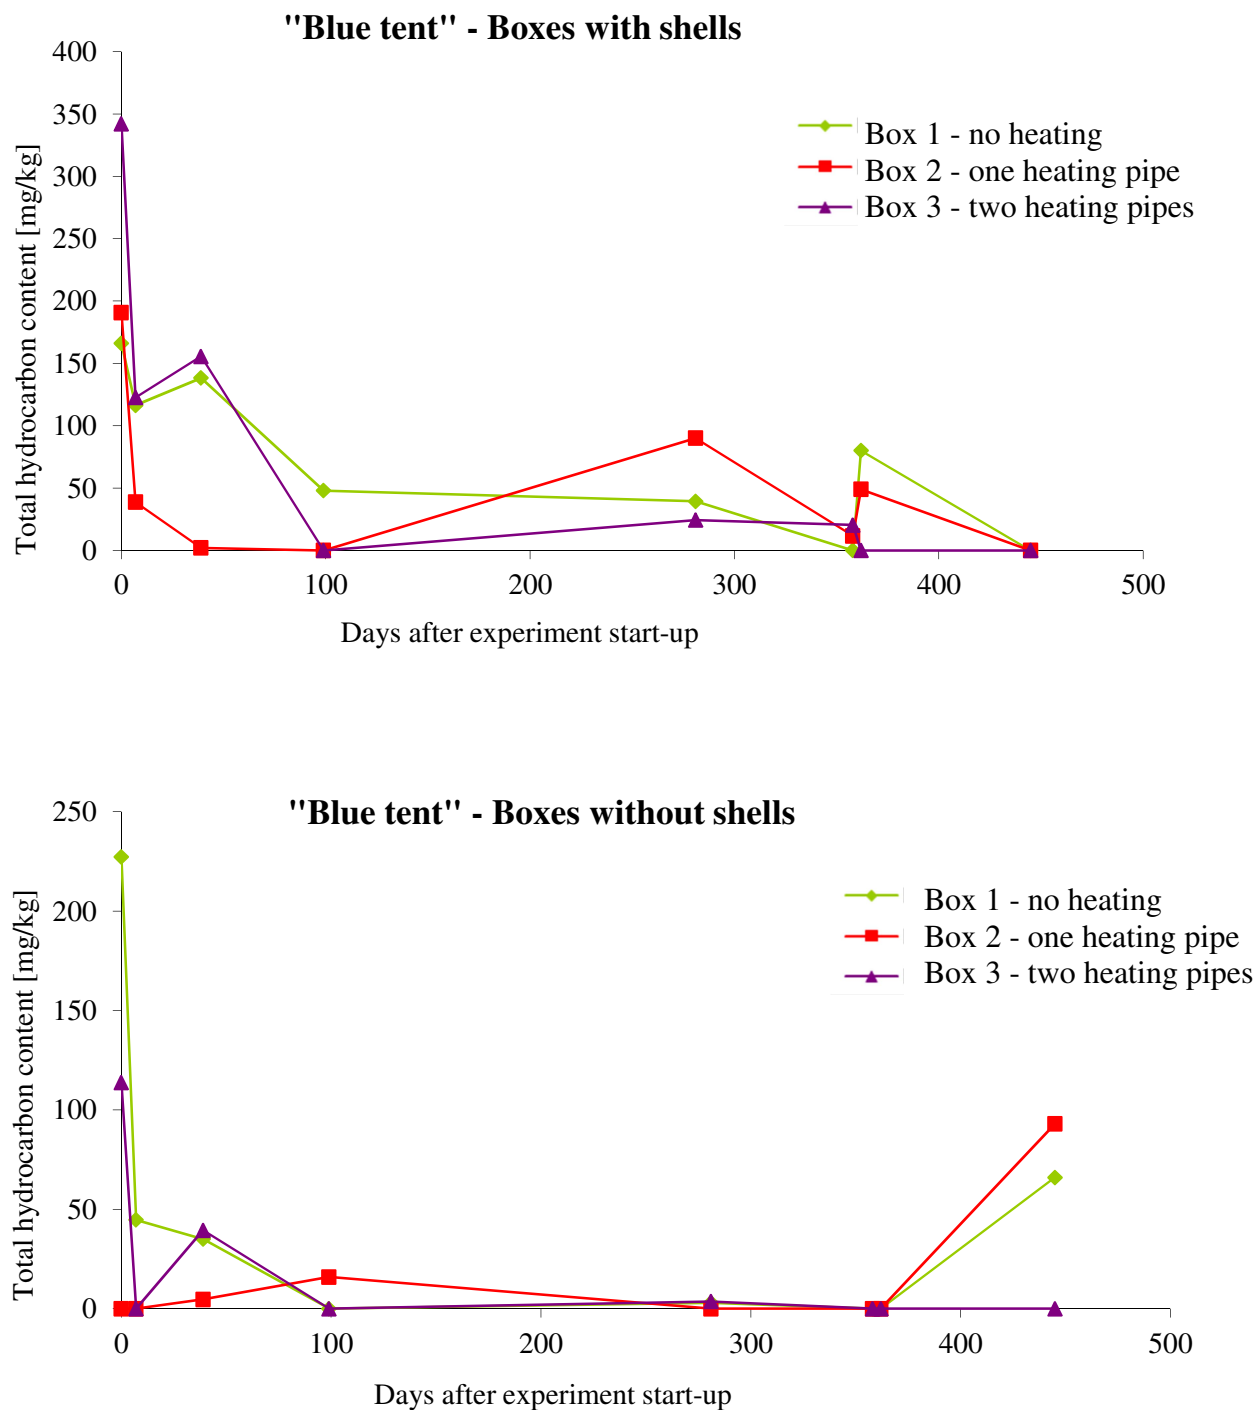 "Blue tent" - Boxes with shells
400
350
300
250
200
150
100
50
0
Total hydrocarbon content [mg/kg]
Box 1 - no heating
Box 2 - one heating pipe
Box 3 - two heating pipes
0 100 200 300 400 500
Days after experiment start-up
"Blue tent" - Boxes without shells
250
200
150
100
50
0
Total hydrocarbon content [mg/kg]
Box 1 - no heating
Box 2 - one heating pipe
Box 3 - two heating pipes
0 100 200 300 400 500
Days after experiment start-up